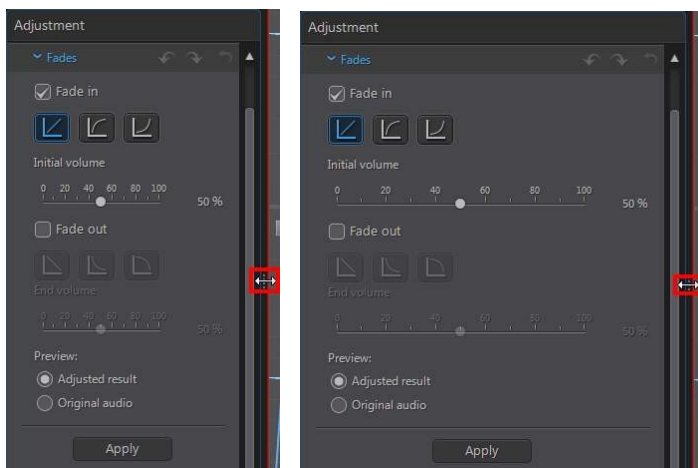 Adjustment
Fades
Fade in
Initial volume
0 20 40 60 80 100
50 %
Fade out
End volume
0 20 40 60 80 100
50 %
Preview:
Adjusted result
Original audio
Apply
Adjustment
Fades
Fade in
Initial volume
0 20 40 60 80 100
50 %
Fade out
End volume
0 20 40 60 80 100
50 %
Preview:
Adjusted result
Original audio
Apply